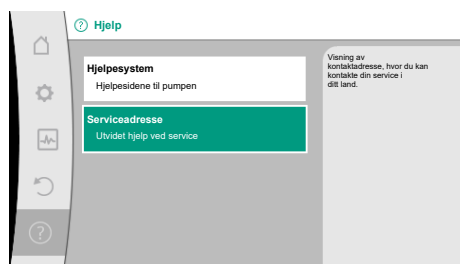 Hjelp
Hjelpesystem
Hjelpesidene til pumpen
Serviceadresse
Utvidet hjelp ved service
Visning av
kontaktadresse, hvor du kan
kontakte din service i
ditt land.